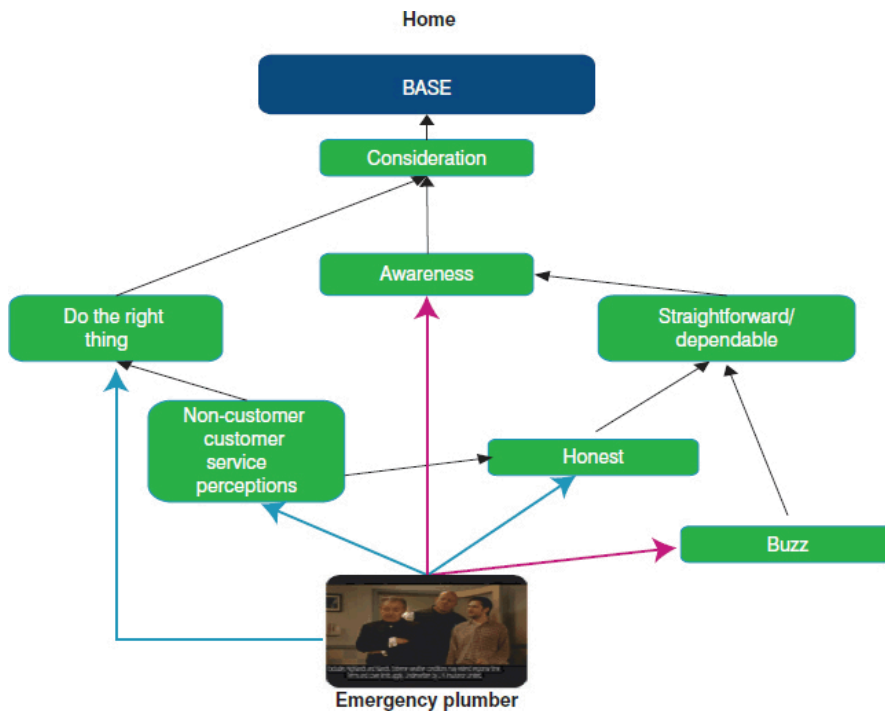 Home
BASE
Consideration
Awareness
Do the right
thing
Straightforward/
dependable
Non-customer
customer
service
perceptions
Honest
Buzz
Emergency plumber